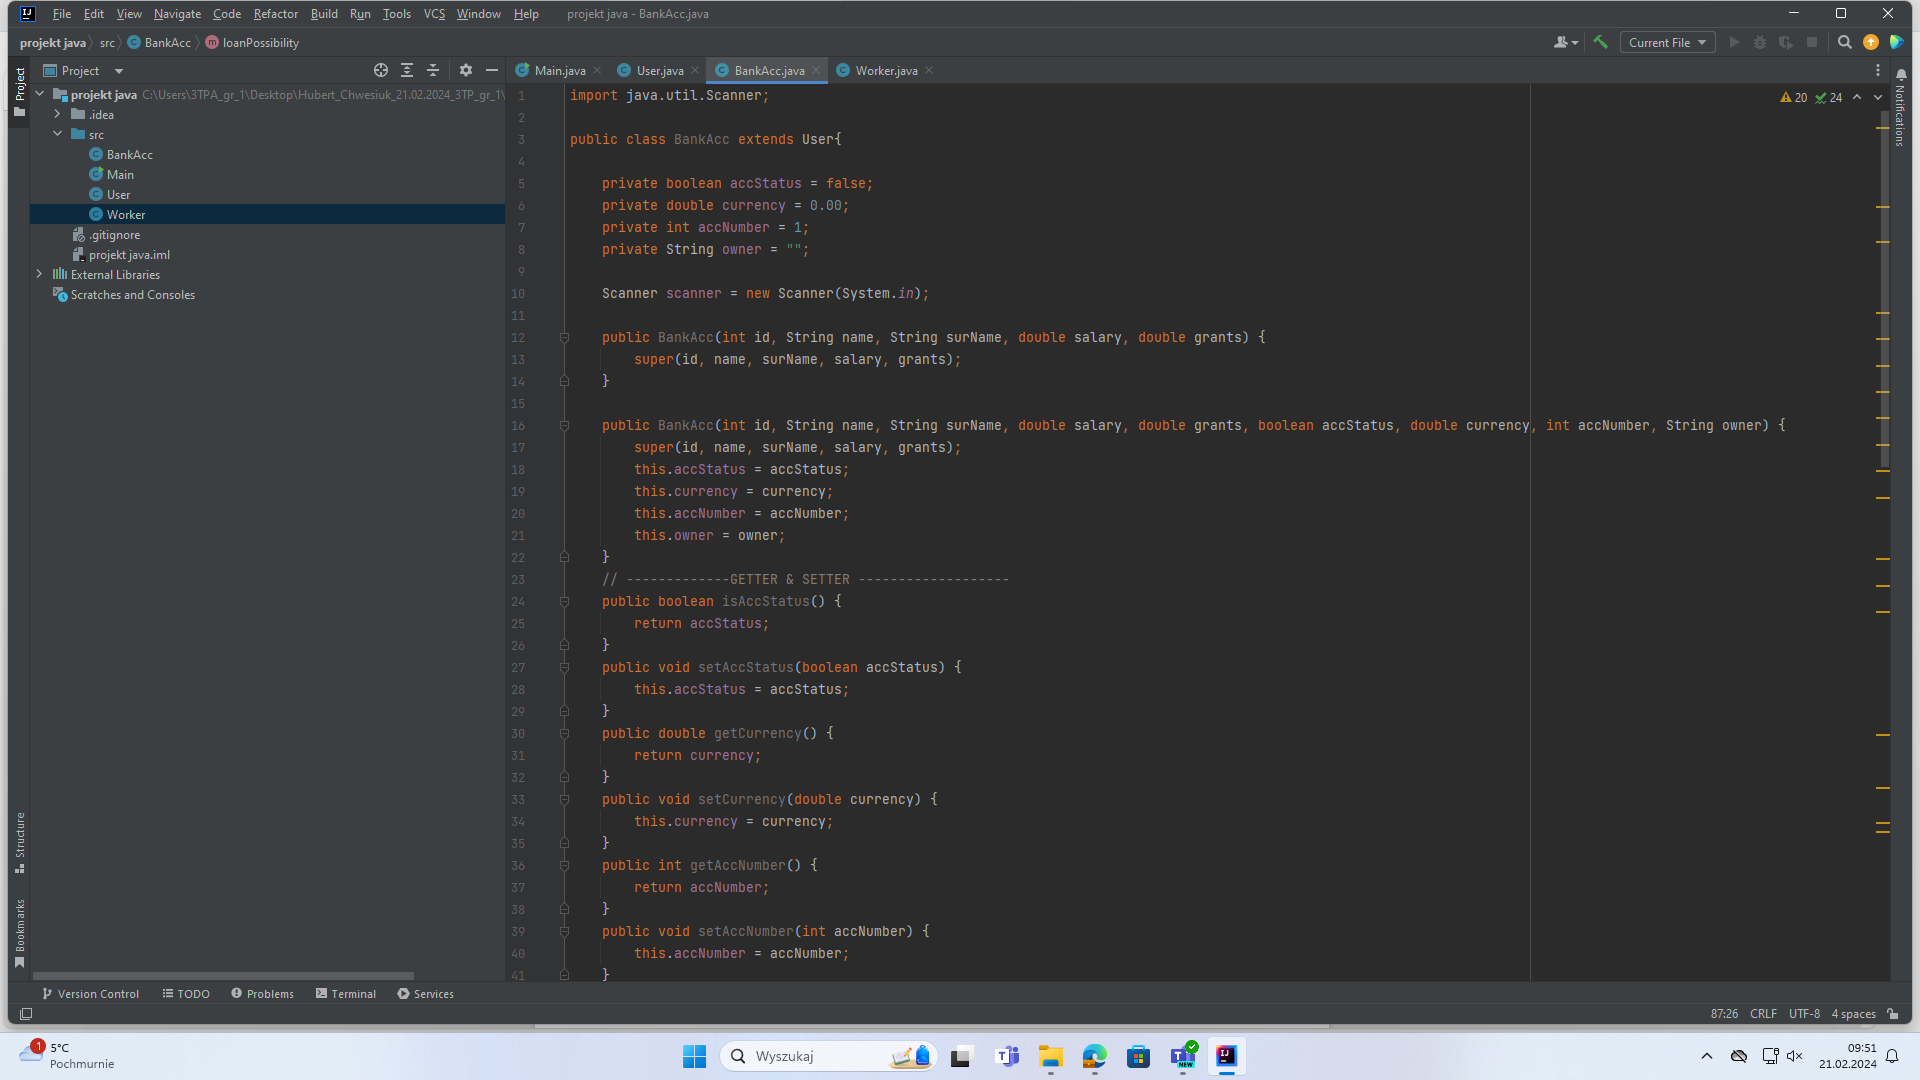 File Edit View Navigate Code Refactor Build Run Tools VCS Window Help projekt java - BankAcc.java
projekt java src BankAcc loanPossibility Current File
Project Main.java User.java BankAcc.java Worker.java
projekt java C:\Users\3TPA_gr_1\Desktop\Hubert_Chwesiuk_21.02.2024_3TP_gr_1\
.idea
src
BankAcc
Main
User
Worker
.gitignore
projekt java.iml
External Libraries
Scratches and Consoles
Project
Structure
Bookmarks
20 24
Notifications
1 import java.util.Scanner;
2
3 public class BankAcc extends User{
4
5 private boolean accStatus = false;
6 private double currency = 0.00;
7 private int accNumber = 1;
8 private String owner = "";
9
10 Scanner scanner = new Scanner(System.in);
11
12 public BankAcc(int id, String name, String surName, double salary, double grants) {
13 super(id, name, surName, salary, grants);
14 }
15
16 public BankAcc(int id, String name, String surName, double salary, double grants, boolean accStatus, double currency, int accNumber, String owner) {
17 super(id, name, surName, salary, grants);
18 this.accStatus = accStatus;
19 this.currency = currency;
20 this.accNumber = accNumber;
21 this.owner = owner;
22 }
23 // -------------GETTER & SETTER -------------------
24 public boolean isAccStatus() {
25 return accStatus;
26 }
27 public void setAccStatus(boolean accStatus) {
28 this.accStatus = accStatus;
29 }
30 public double getCurrency() {
31 return currency;
32 }
33 public void setCurrency(double currency) {
34 this.currency = currency;
35 }
36 public int getAccNumber() {
37 return accNumber;
38 }
39 public void setAccNumber(int accNumber) {
40 this.accNumber = accNumber;
41 }
Version Control TODO Problems Terminal Services
87:26 CRLF UTF-8 4 spaces
1 5°C
Pochmurnie
Wyszukaj
NEW
09:51
21.02.2024